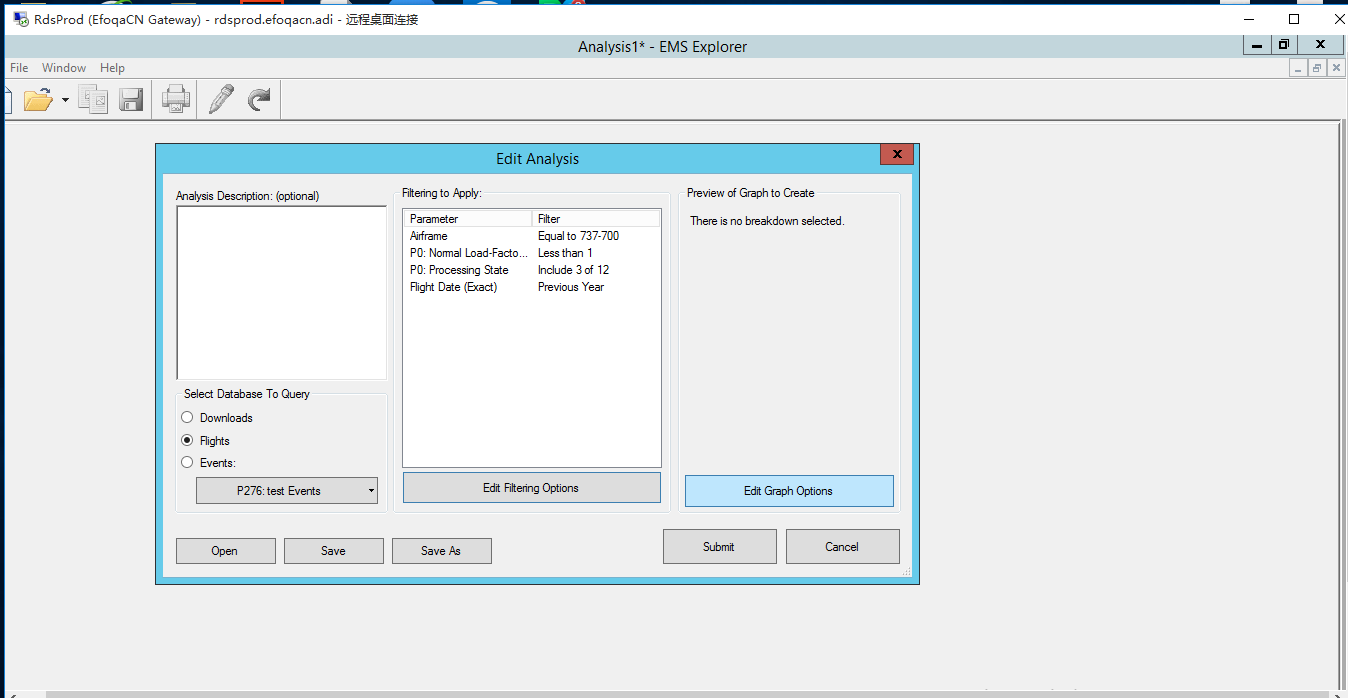 RdsProd (EfoqaCN Gateway) - rdsprod.efoqacn.adi - 远程桌面连接
Analysis1* - EMS Explorer
File Window Help
Edit Analysis
Analysis Description: (optional)
Filtering to Apply:
Preview of Graph to Create
Parameter Filter
There is no breakdown selected.
Airframe Equal to 737-700
P0: Normal Load-Facto... Less than 1
P0: Processing State Include 3 of 12
Flight Date (Exact) Previous Year
Select Database To Query
Downloads
Flights
Events:
P276: test Events
Edit Filtering Options
Edit Graph Options
Open Save Save As
Submit Cancel